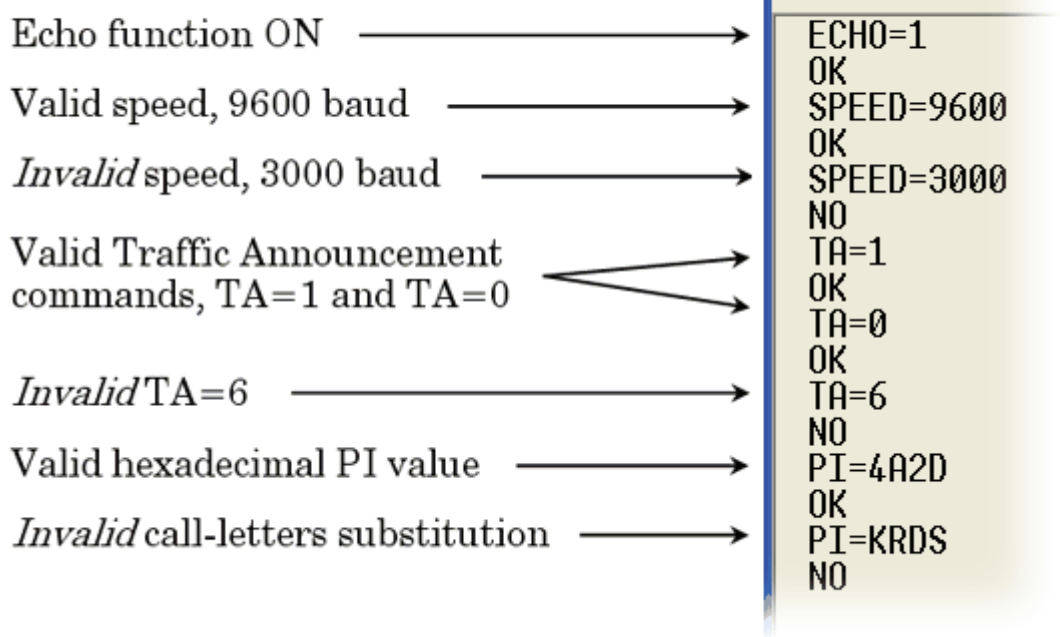 Echo function ON
Valid speed, 9600 baud
Invalid speed, 3000 baud
Valid Traffic Announcement
commands, TA=1 and TA=0
Invalid TA=6
Valid hexadecimal PI value
Invalid call-letters substitution
ECHO=1
OK
SPEED=9600
OK
SPEED=3000
NO
TA=1
OK
TA=0
OK
TA=6
NO
PI=4A2D
OK
PI=KRDS
NO